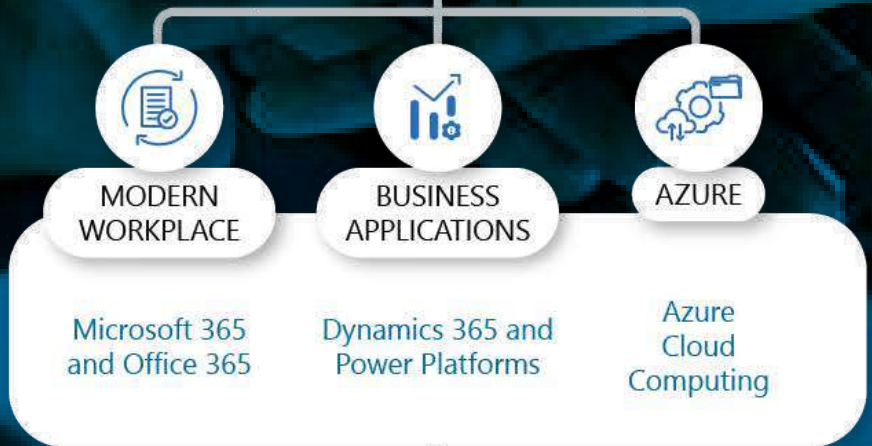 MODERN
WORKPLACE
BUSINESS
APPLICATIONS
AZURE
Microsoft 365
and Office 365
Dynamics 365 and
Power Platforms
Azure
Cloud
Computing